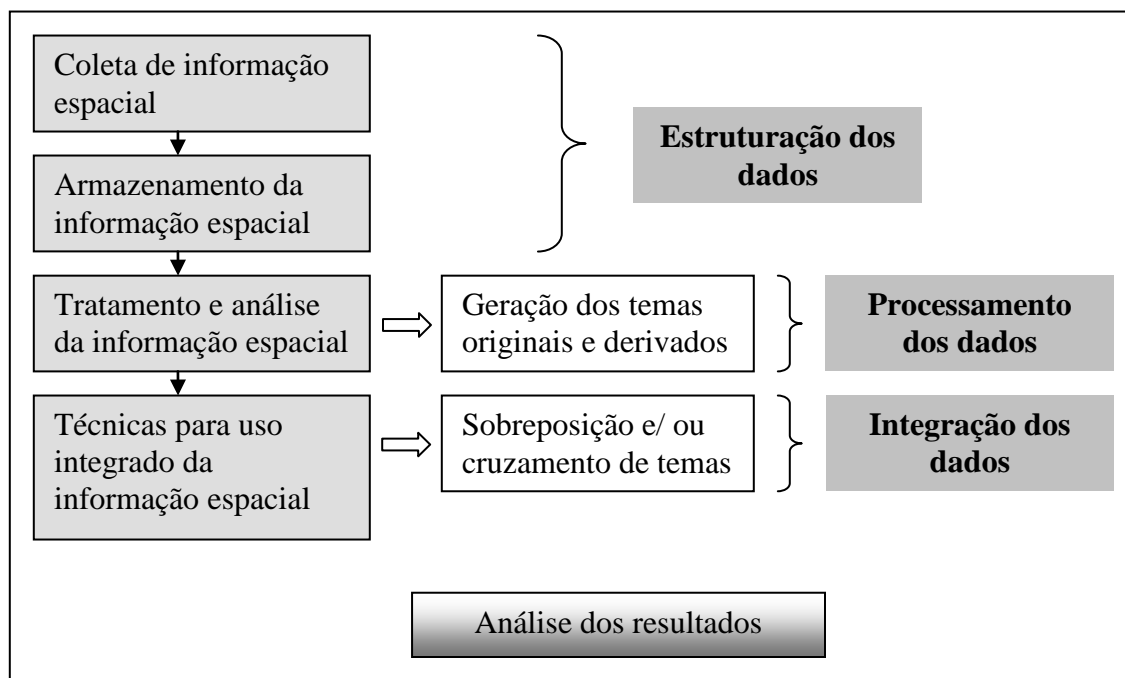 Coleta de informação
espacial
Estruturação dos
dados
Armazenamento da
informação espacial
Tratamento e análise
da informação espacial
Geração dos temas
originais e derivados
Processamento
dos dados
Técnicas para uso
integrado da
informação espacial
Sobreposição e/ ou
cruzamento de temas
Integração dos
dados
Análise dos resultados